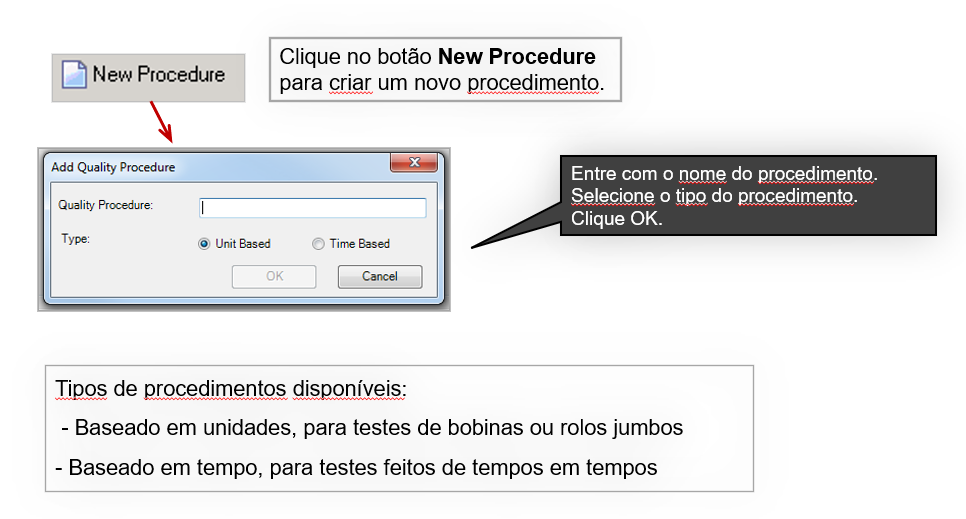 New Procedure
Clique no botão New Procedure
para criar um novo procedimento.
Add Quality Procedure
Quality Procedure:
Type:
Unit Based
Time Based
OK
Cancel
Entre com o nome do procedimento.
Selecione o tipo do procedimento.
Clique OK.
Tipos de procedimentos disponíveis:
- Baseado em unidades, para testes de bobinas ou rolos jumbos
- Baseado em tempo, para testes feitos de tempos em tempos